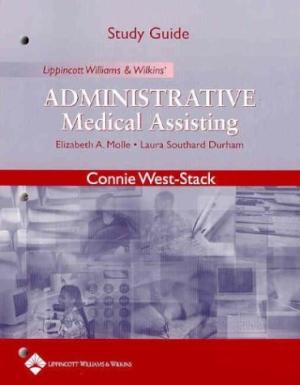 Study Guide
Lippincott Williams & Wilkins'
ADMINISTRATIVE
Medical Assisting
Elizabeth A. Molle • Laura Southard Durham
Connie West-Stack
LIPPINCOTT WILLIAMS & WILKINS